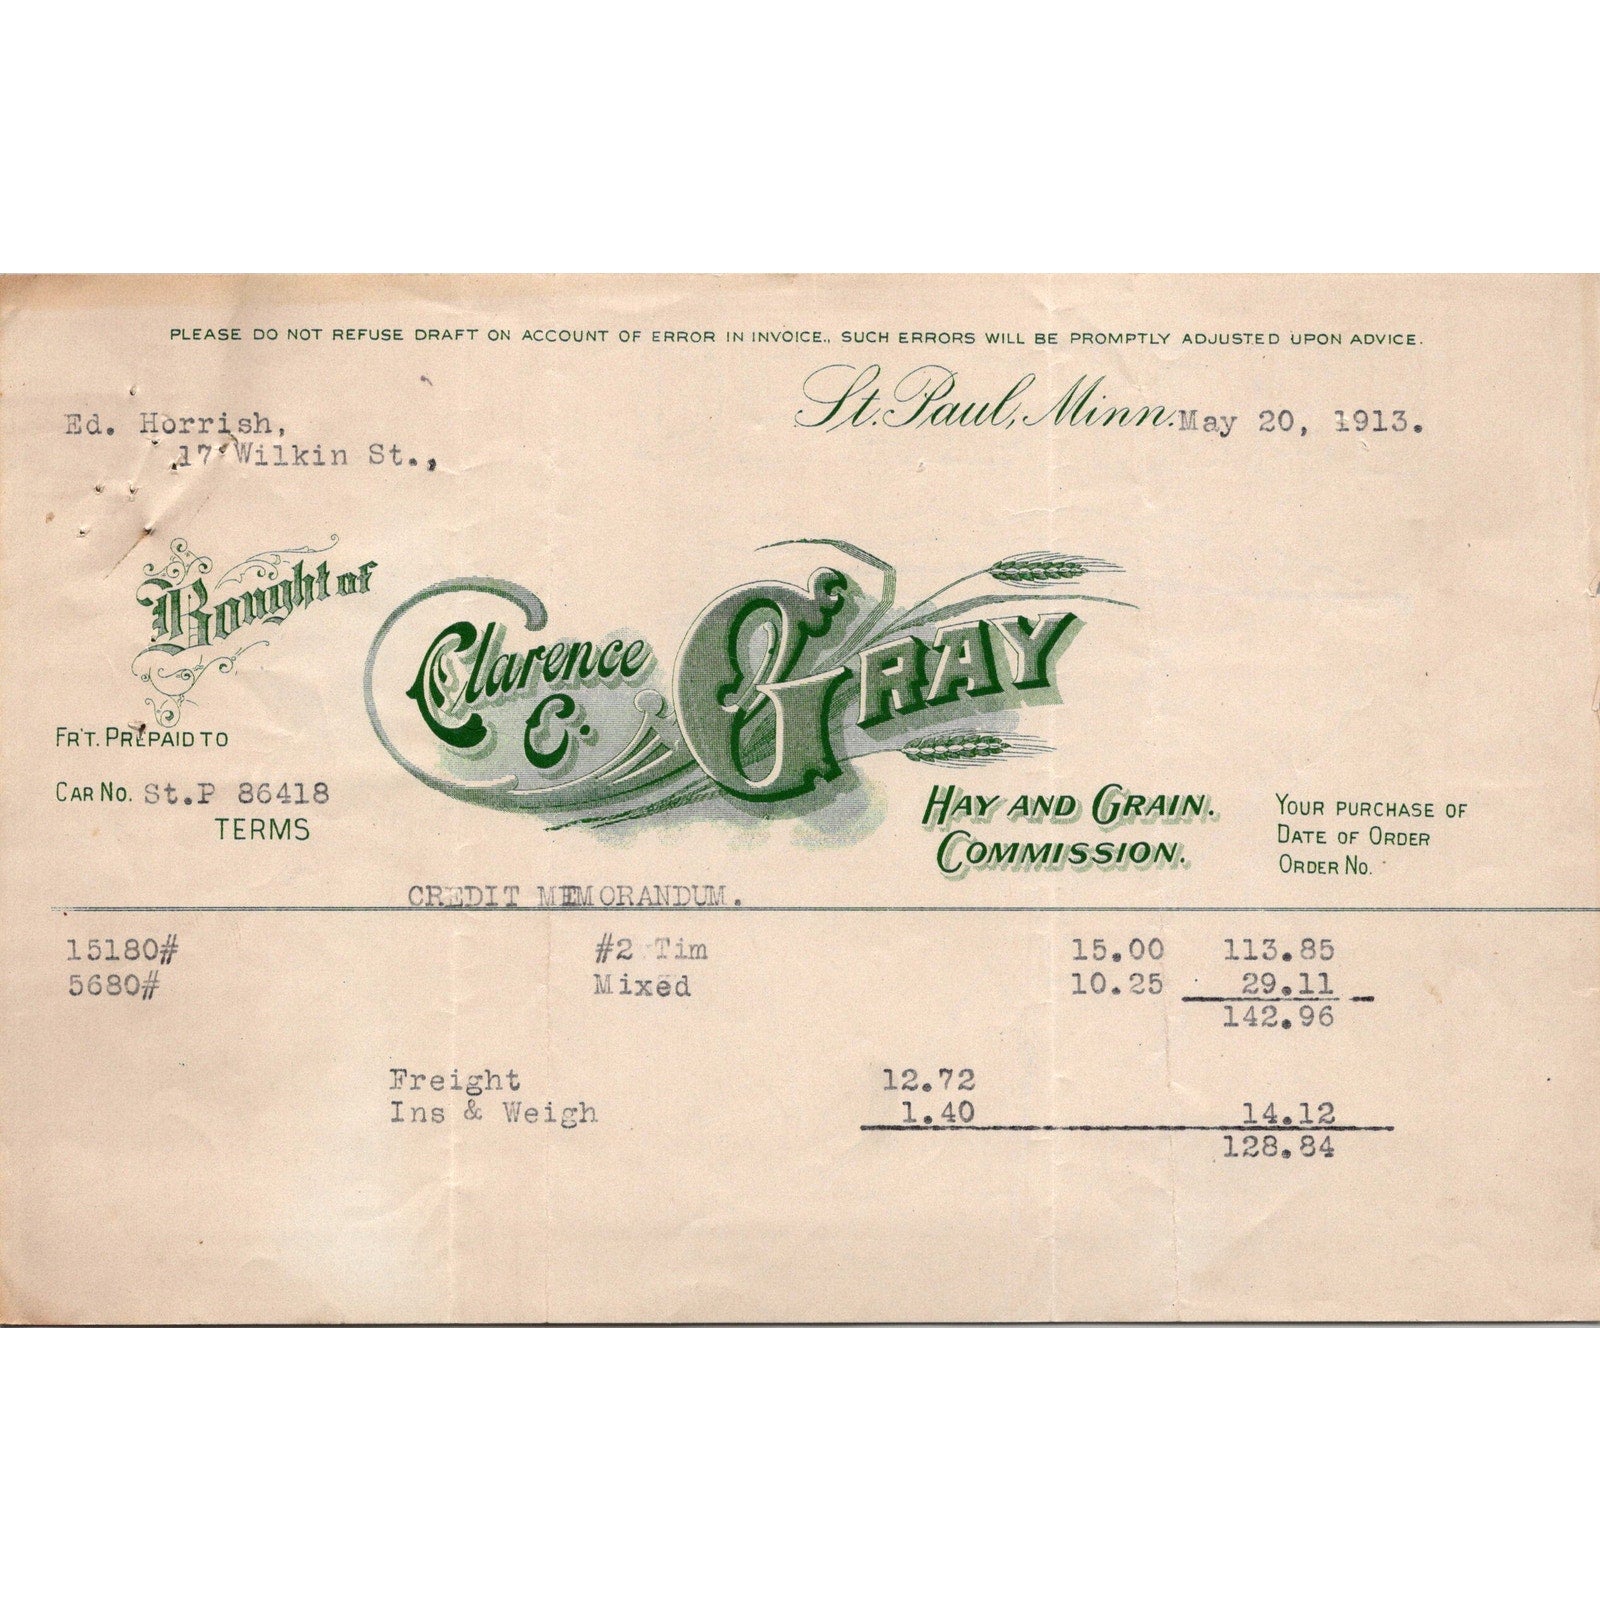 PLEASE DO NOT REFUSE DRAFT ON ACCOUNT OF ERROR IN INVOICE., SUCH ERRORS WILL BE PROMPTLY ADJUSTED UPON ADVICE.
St. Paul, Minn. May 20, 1913.
Ed. Horrish,
17 Wilkin St.,
Bought of
Clarence C. Gray
HAY AND GRAIN.
COMMISSION.
FR'T. PREPAID TO
CAR NO. St.P 86418
TERMS
YOUR PURCHASE OF
DATE OF ORDER
ORDER NO.
CREDIT MEMORANDUM.
15180# #2 Tim 15.00 113.85
5680# Mixed 10.25 29.11
142.96
Freight 12.72
Ins & Weigh 1.40 14.12
128.84